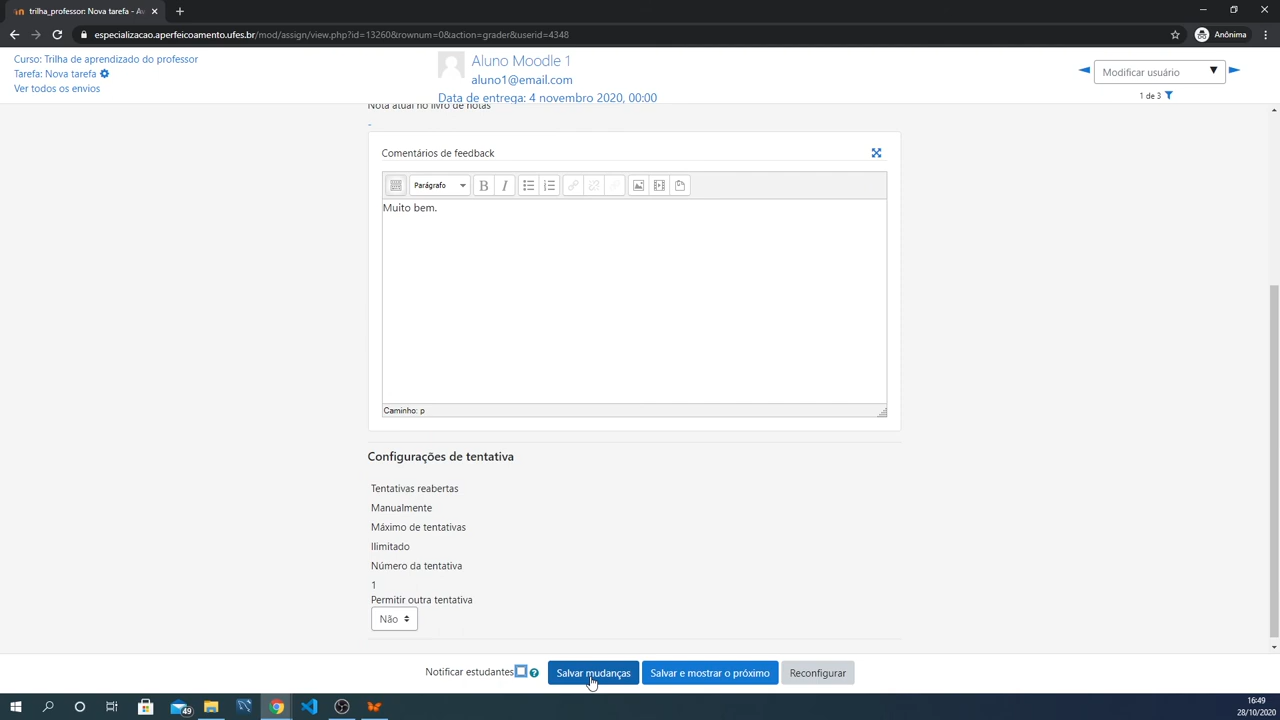 trilha_professor: Nova tarefa - Av
especializacao.aperfeicoamento.ufes.br/mod/assign/view.php?id=13260&rownum=0&action=grader&userid=4348
Anônima
Curso: Trilha de aprendizado do professor
Tarefa: Nova tarefa
Ver todos os envios
Aluno Moodle 1
aluno1@email.com
Data de entrega: 4 novembro 2020, 00:00
Modificar usuário
1 de 3
Nota atual no livro de notas
-
Comentários de feedback
Parágrafo
B I
Muito bem.
Caminho: p
Configurações de tentativa
Tentativas reabertas
Manualmente
Máximo de tentativas
Ilimitado
Número da tentativa
1
Permitir outra tentativa
Não
Notificar estudantes
Salvar mudanças
Salvar e mostrar o próximo
Reconfigurar
49
16:49
28/10/2020